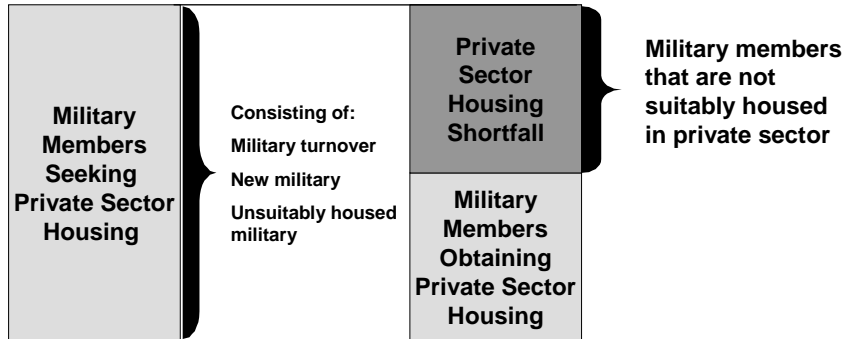 Military
Members
Seeking
Private Sector
Housing
Consisting of:
Military turnover
New military
Unsuitably housed
military
Private
Sector
Housing
Shortfall
Military
Members
Obtaining
Private Sector
Housing
Military members
that are not
suitably housed
in private sector